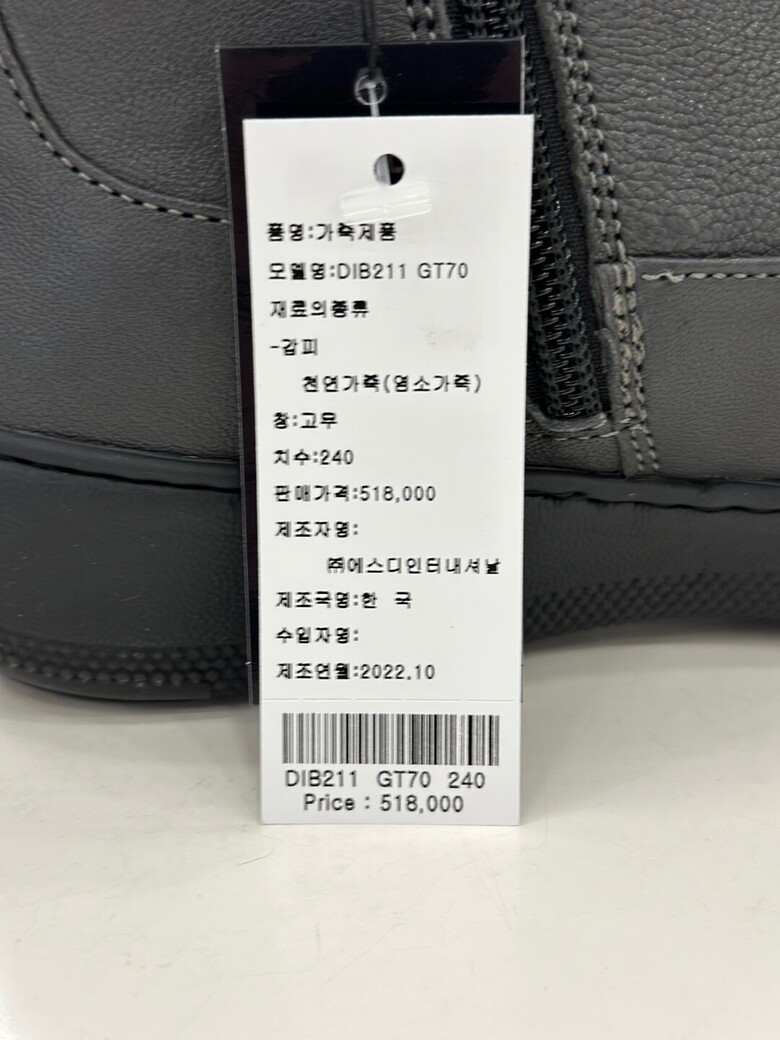 품명:가죽제품
모델명:DIB211 GT70
재료의종류
-갑피
천연가죽(염소가죽)
창:고무
치수:240
판매가격:518,000
제조자명:
㈜에스디인터내셔날
제조국명:한 국
수입자명:
제조연월:2022.10
DIB211 GT70 240
Price : 518,000